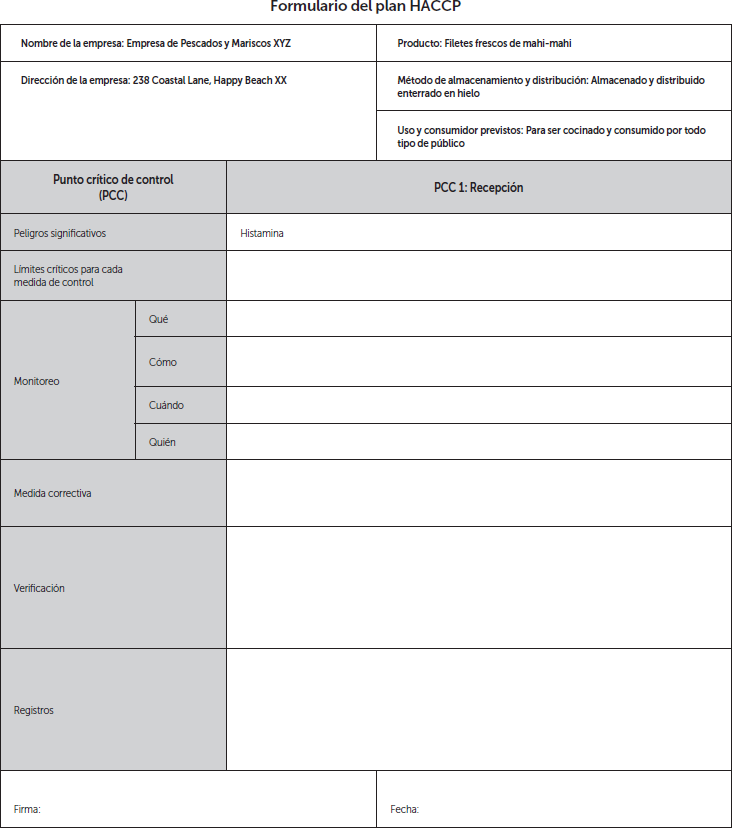 Formulario del plan HACCP
Nombre de la empresa: Empresa de Pescados y Mariscos XYZ
Producto: Filetes frescos de mahi-mahi
Dirección de la empresa: 238 Coastal Lane, Happy Beach XX
Método de almacenamiento y distribución: Almacenado y distribuido
enterrado en hielo
Uso y consumidor previstos: Para ser cocinado y consumido por todo
tipo de público
Punto crítico de control
(PCC)
PCC 1: Recepción
Peligros significativos
Histamina
Límites críticos para cada
medida de control
Monitoreo
Qué
Cómo
Cuándo
Quién
Medida correctiva
Verificación
Registros
Firma:
Fecha: